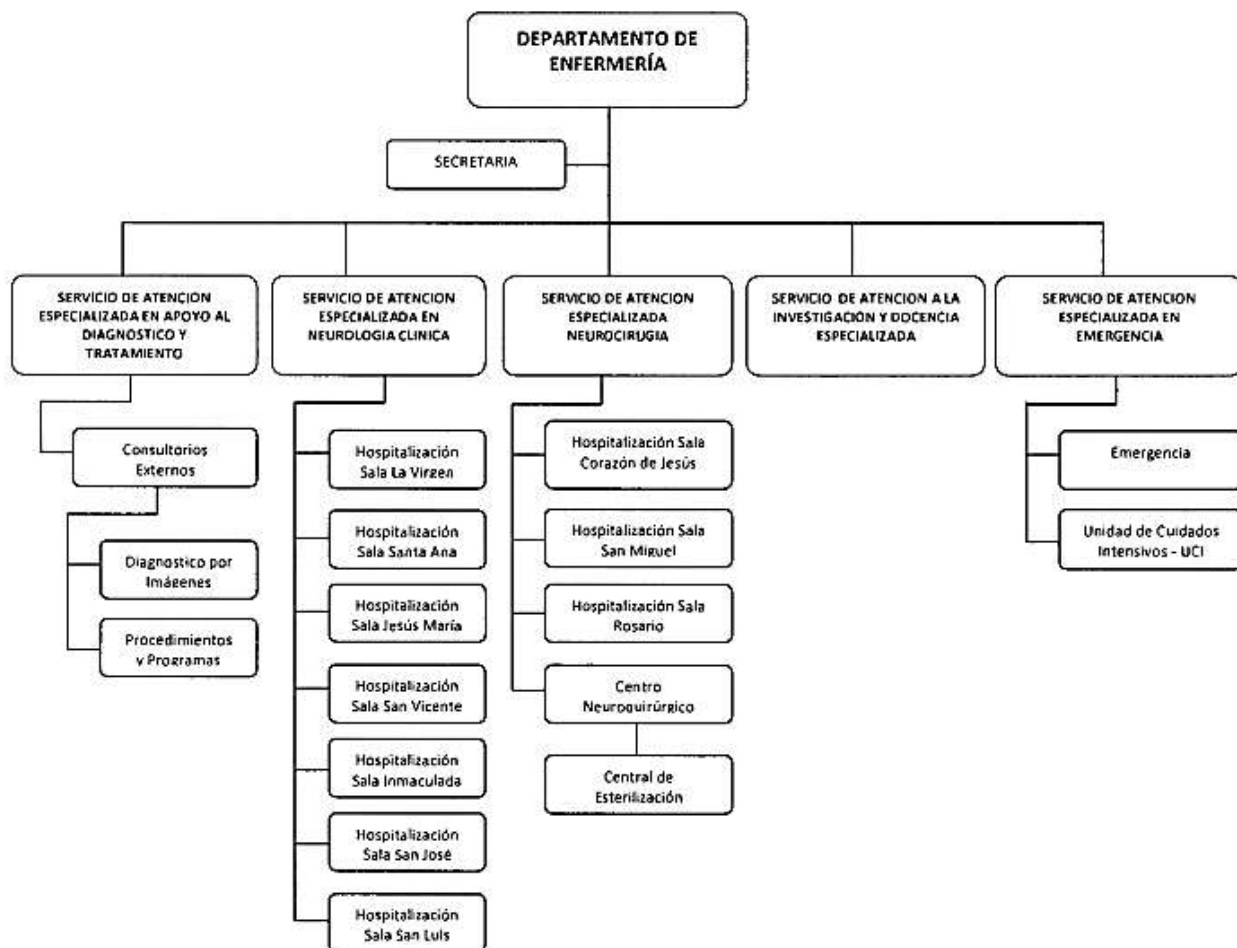 DEPARTAMENTO DE
ENFERMERÍA
SECRETARIA
SERVICIO DE ATENCION
ESPECIALIZADA EN APOYO AL
DIAGNOSTICO Y
TRATAMIENTO
SERVICIO DE ATENCION
ESPECIALIZADA EN
NEUROLOGIA CLINICA
SERVICIO DE ATENCION
ESPECIALIZADA
NEUROCIRUGIA
SERVICIO DE ATENCION A LA
INVESTIGACIÓN Y DOCENCIA
ESPECIALIZADA
SERVICIO DE ATENCION
ESPECIALIZADA EN
EMERGENCIA
Consultorios
Externos
Diagnostico por
Imágenes
Procedimientos
y Programas
Hospitalización
Sala La Virgen
Hospitalización
Sala Santa Ana
Hospitalización
Sala Jesús María
Hospitalización
Sala San Vicente
Hospitalización
Sala Inmaculada
Hospitalización
Sala San José
Hospitalización
Sala San Luis
Hospitalización Sala
Corazón de Jesús
Hospitalización Sala
San Miguel
Hospitalización Sala
Rosario
Centro
Neuroquirúrgico
Central de
Esterilización
Emergencia
Unidad de Cuidados
Intensivos - UCI